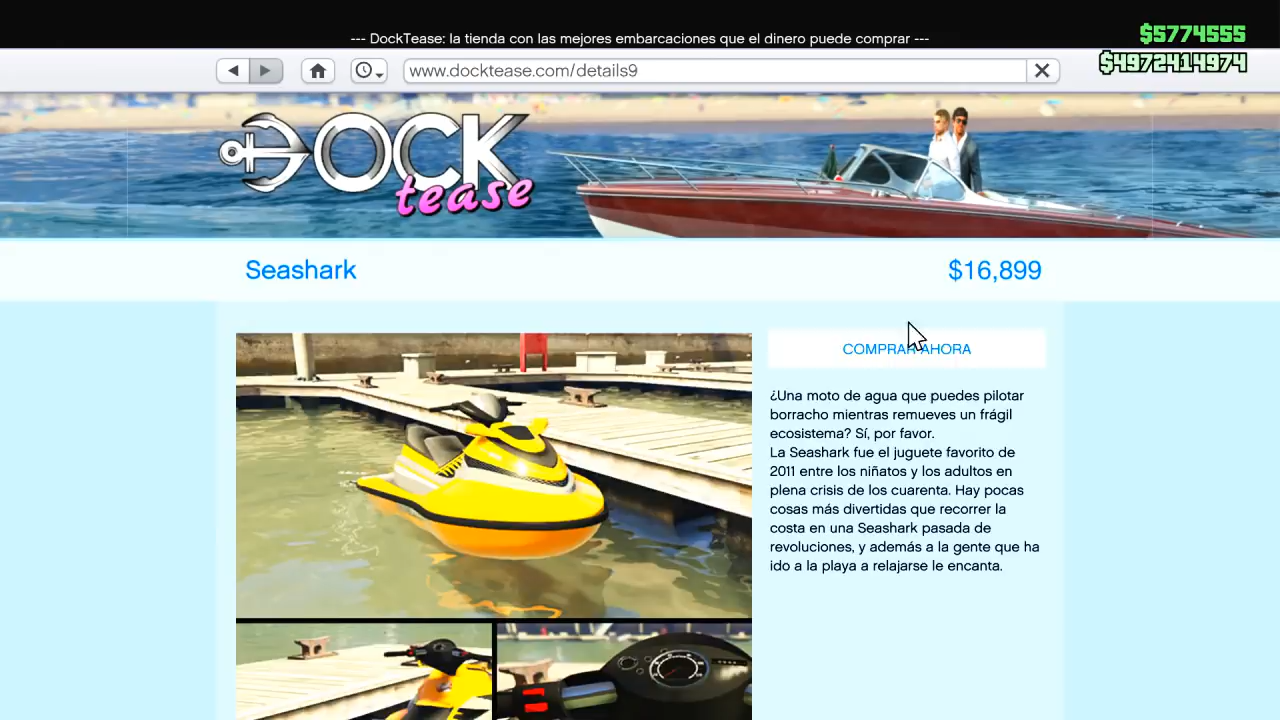 --- DockTease: la tienda con las mejores embarcaciones que el dinero puede comprar ---
$5774555
$4972414974
www.docktease.com/details9
DOCK
tease
Seashark
$16,899
COMPRAR AHORA
¿Una moto de agua que puedes pilotar
borracho mientras remueves un frágil
ecosistema? Sí, por favor.
La Seashark fue el juguete favorito de
2011 entre los niñatos y los adultos en
plena crisis de los cuarenta. Hay pocas
cosas más divertidas que recorrer la
costa en una Seashark pasada de
revoluciones, y además a la gente que ha
ido a la playa a relajarse le encanta.